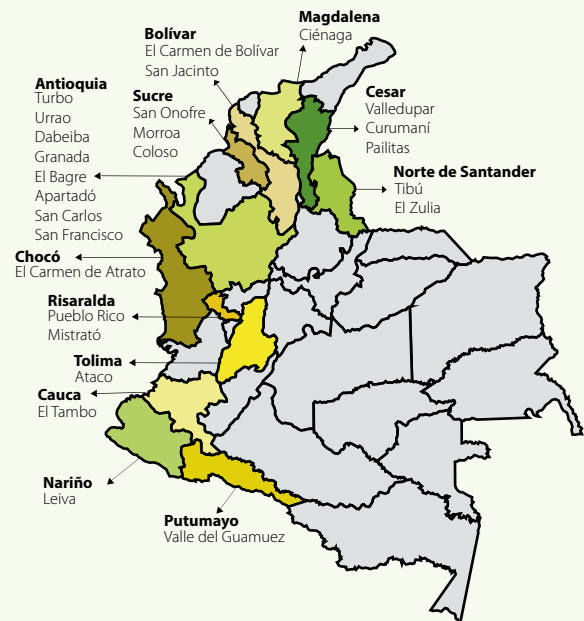 Magdalena
Ciénaga
Bolívar
El Carmen de Bolívar
San Jacinto
Antioquia
Turbo
Urrao
Dabeiba
Granada
El Bagre
Apartadó
San Carlos
San Francisco
Sucre
San Onofre
Morroa
Coloso
Cesar
Valledupar
Curumaní
Pailitas
Norte de Santander
Tibú
El Zulia
Chocó
El Carmen de Atrato
Risaralda
Pueblo Rico
Mistrató
Tolima
Ataco
Cauca
El Tambo
Nariño
Leiva
Putumayo
Valle del Guamuez